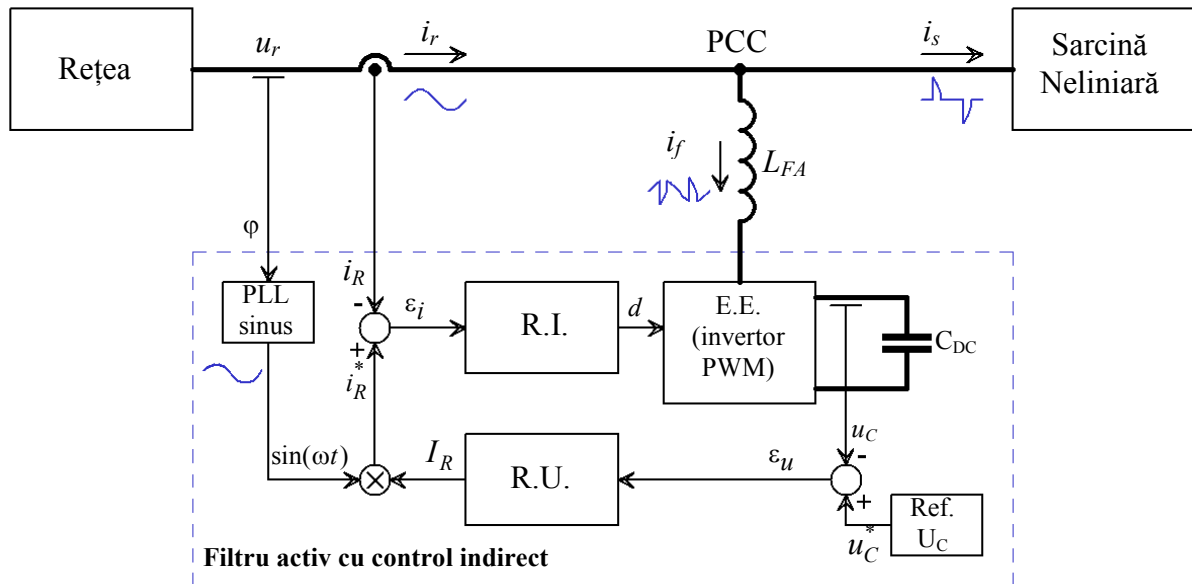 Rețea
u_r
i_r
PCC
i_s
Sarcină
Neliniară
i_f
L_FA
φ
PLL
sinus
i_R
-
ε_i
+
i_R^*
R.I.
d
E.E.
(invertor
PWM)
C_DC
sin(ωt)
I_R
R.U.
ε_u
u_C
-
+
u_C^*
Ref.
U_C
Filtru activ cu control indirect